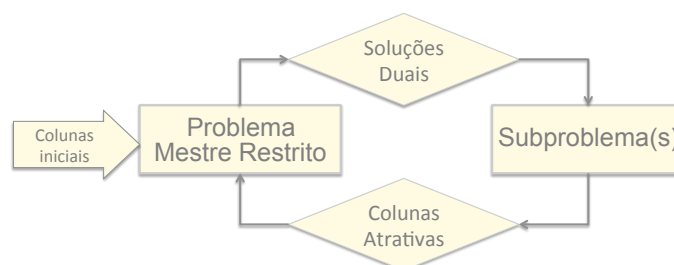 Colunas
iniciais
Problema
Mestre Restrito
Soluções
Duais
Subproblema(s)
Colunas
Atrativas